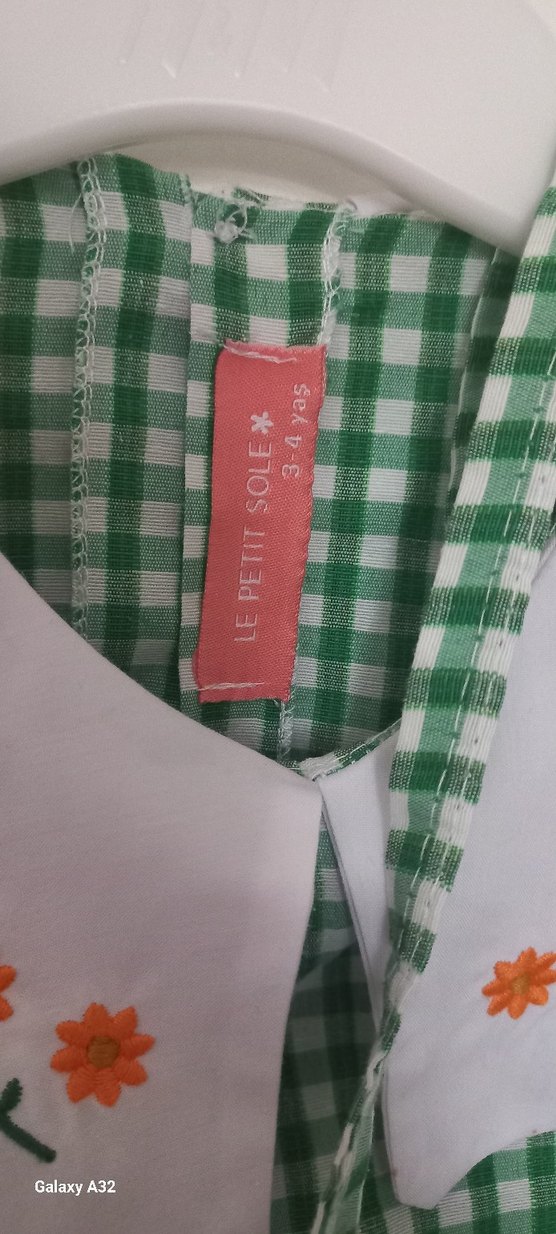 LE PETIT SOLE*
3-4 yaş
Galaxy A32